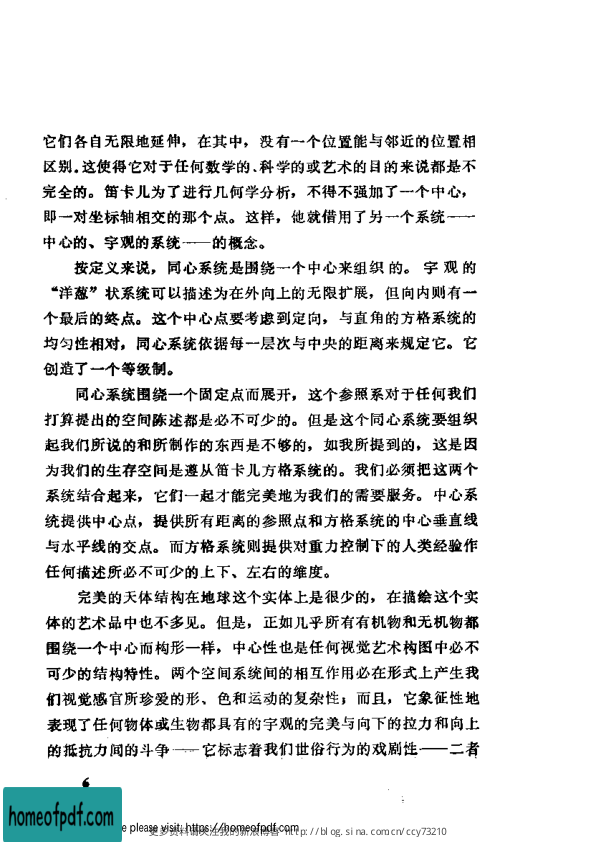 它们各自无限地延伸，在其中，没有一个位置能与邻近的位置相
区别。这使得它对于任何数学的、科学的或艺术的目的来说都是不
完全的。笛卡儿为了进行几何学分析，不得不强加了一个中心，
即一对坐标轴相交的那个点。这样，他就借用了另一个系统——
中心的、宇观的系统——的概念。
按定义来说，同心系统是围绕一个中心来组织的。宇观的
“洋葱”状系统可以描述为在外向上的无限扩展，但向内则有一
个最后的终点。这个中心点要考虑到定向，与直角的方格系统的
均匀性相对，同心系统依据每一层次与中央的距离来规定它。它
创造了一个等级制。
同心系统围绕一个固定点而展开，这个参照系对于任何我们
打算提出的空间陈述都是必不可少的。但是这个同心系统要组织
起我们所说的和所制作的东西是不够的，如我所提到的，这是因
为我们的生存空间是遵从笛卡儿方格系统的。我们必须把这两个
系统结合起来，它们一起才能完美地为我们的需要服务。中心系
统提供中心点，提供所有距离的参照点和方格系统的中心垂直线
与水平线的交点。而方格系统则提供对重力控制下的人类经验作
任何描述所必不可少的上下、左右的维度。
完美的天体结构在地球这个实体上是很少的，在描绘这个实
体的艺术品中也不多见。但是，正如几乎所有有机物和无机物都
围绕一个中心而构形一样，中心性也是任何视觉艺术构图中必不
可少的结构特性。两个空间系统间的相互作用必在形式上产生我
们视觉感官所珍爱的形、色和运动的复杂性；而且，它象征性地
表现了任何物体或生物都具有的宇观的完美与向下的拉力和向上
的抵抗力间的斗争——它标志着我们世俗行为的戏剧性——二者
6
homeofpdf.com
e please visit: https://homeofpdf.com
更多资料请关注我的新浪博客 http://blog.sina.com.cn/ccy73210